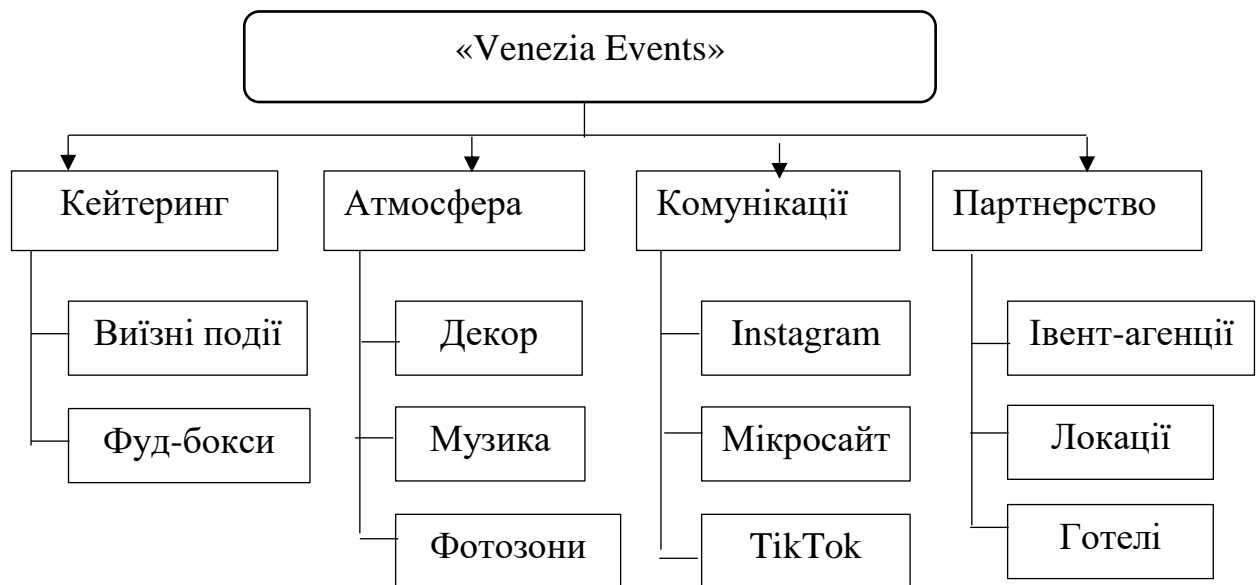 «Venezia Events»
Кейтеринг
Атмосфера
Комунікації
Партнерство
Виїзні події
Декор
Instagram
Івент-агенції
Фуд-бокси
Музика
Мікросайт
Локації
Фотозони
TikTok
Готелі